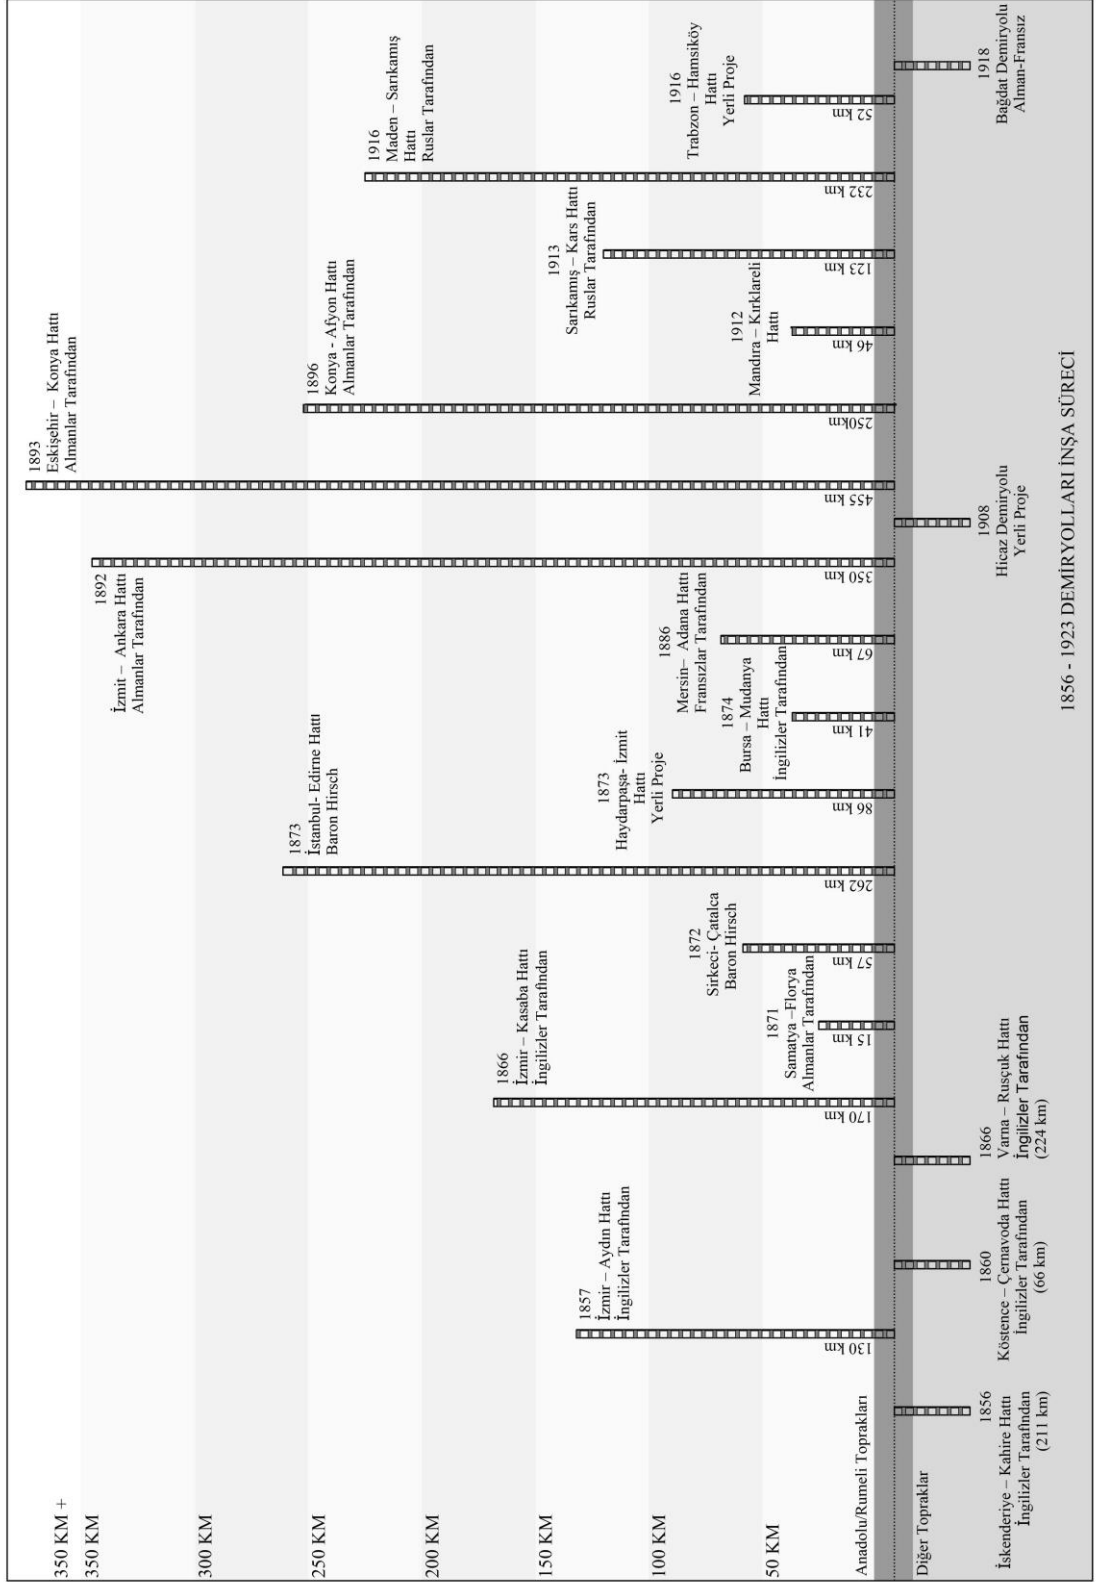 350 KM +
350 KM
300 KM
250 KM
200 KM
150 KM
100 KM
50 KM
Anadolu/Rumeli Toprakları
Diğer Topraklar
1856
İskenderiye – Kahire Hattı
İngilizler Tarafından
(211 km)
1857
İzmir – Aydın Hattı
İngilizler Tarafından
130 km
1860
Köstence – Çernavoda Hattı
İngilizler Tarafından
(66 km)
1866
Varna – Rusçuk Hattı
İngilizler Tarafından
(224 km)
1866
İzmir – Kasaba Hattı
İngilizler Tarafından
170 km
1871
Samatya –Florya
Almanlar Tarafından
15 km
1872
Sirkeci- Çatalca
Baron Hirsch
57 km
1873
İstanbul- Edirne Hattı
Baron Hirsch
262 km
1873
Haydarpaşa- İzmit
Hattı
Yerli Proje
86 km
1874
Bursa – Mudanya
Hattı
İngilizler Tarafından
41 km
1886
Mersin– Adana Hattı
Fransızlar Tarafından
67 km
1892
İzmit – Ankara Hattı
Almanlar Tarafından
350 km
1908
Hicaz Demiryolu
Yerli Proje
1893
Eskişehir – Konya Hattı
Almanlar Tarafından
455 km
1896
Konya - Afyon Hattı
Almanlar Tarafından
250km
1912
Mandıra – Kırklareli
Hattı
46 km
1913
Sarıkamış – Kars Hattı
Ruslar Tarafından
123 km
1916
Maden – Sarıkamış
Hattı
Ruslar Tarafından
232 km
1916
Trabzon – Hamsiköy
Hattı
Yerli Proje
52 km
1918
Bağdat Demiryolu
Alman-Fransız
1856 - 1923 DEMİRYOLLARI İNŞA SÜRECİ